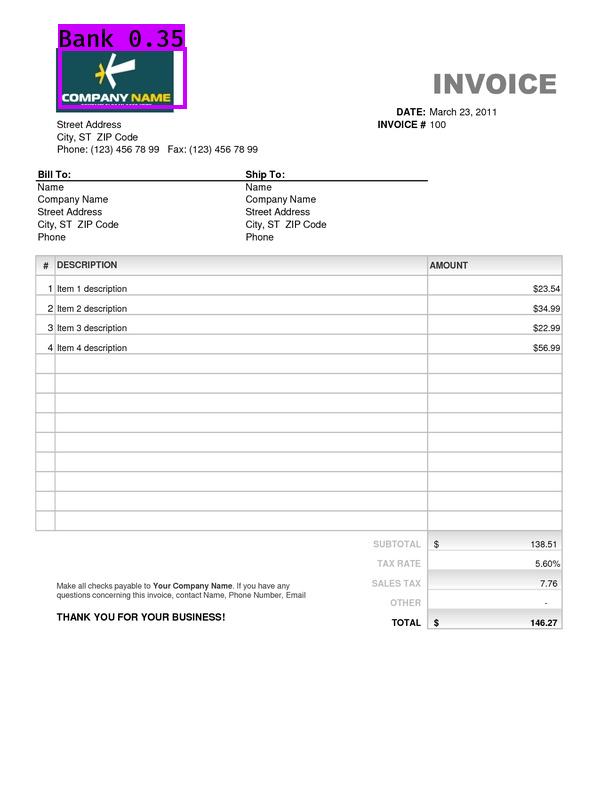 Bank 0.35
COMPANY NAME
INVOICE
DATE: March 23, 2011
INVOICE # 100
Street Address
City, ST ZIP Code
Phone: (123) 456 78 99 Fax: (123) 456 78 99
Bill To: Ship To:
Name Name
Company Name Company Name
Street Address Street Address
City, ST ZIP Code City, ST ZIP Code
Phone Phone
# DESCRIPTION AMOUNT
1 Item 1 description $23.54
2 Item 2 description $34.99
3 Item 3 description $22.99
4 Item 4 description $56.99
SUBTOTAL $ 138.51
TAX RATE 5.60%
SALES TAX 7.76
OTHER -
TOTAL $ 146.27
Make all checks payable to Your Company Name. If you have any
questions concerning this invoice, contact Name, Phone Number, Email
THANK YOU FOR YOUR BUSINESS!